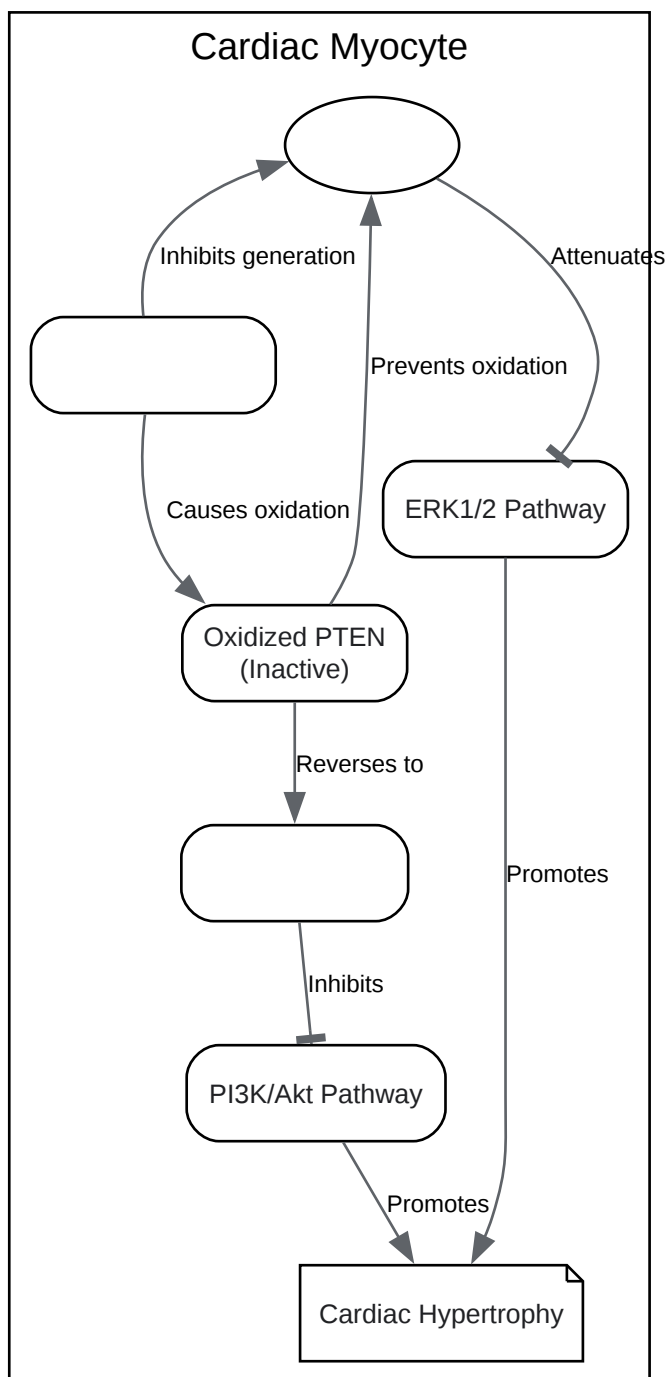 Cardiac Myocyte
Inhibits generation
Attenuates
Prevents oxidation
Causes oxidation
ERK1/2 Pathway
Oxidized PTEN
(Inactive)
Reverses to
Promotes
Inhibits
PI3K/Akt Pathway
Promotes
Cardiac Hypertrophy